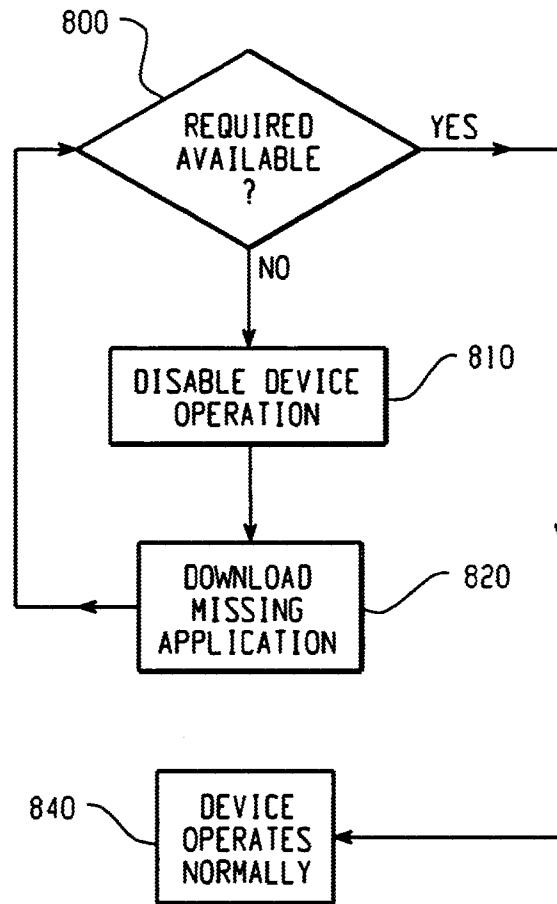 800
REQUIRED
AVAILABLE
?
YES
NO
810
DISABLE DEVICE
OPERATION
820
DOWNLOAD
MISSING
APPLICATION
840
DEVICE
OPERATES
NORMALLY